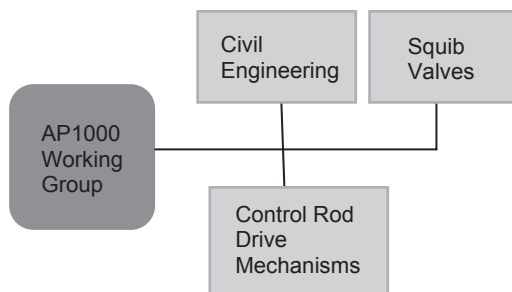 Civil
Engineering
Squib
Valves
AP1000
Working
Group
Control Rod
Drive
Mechanisms